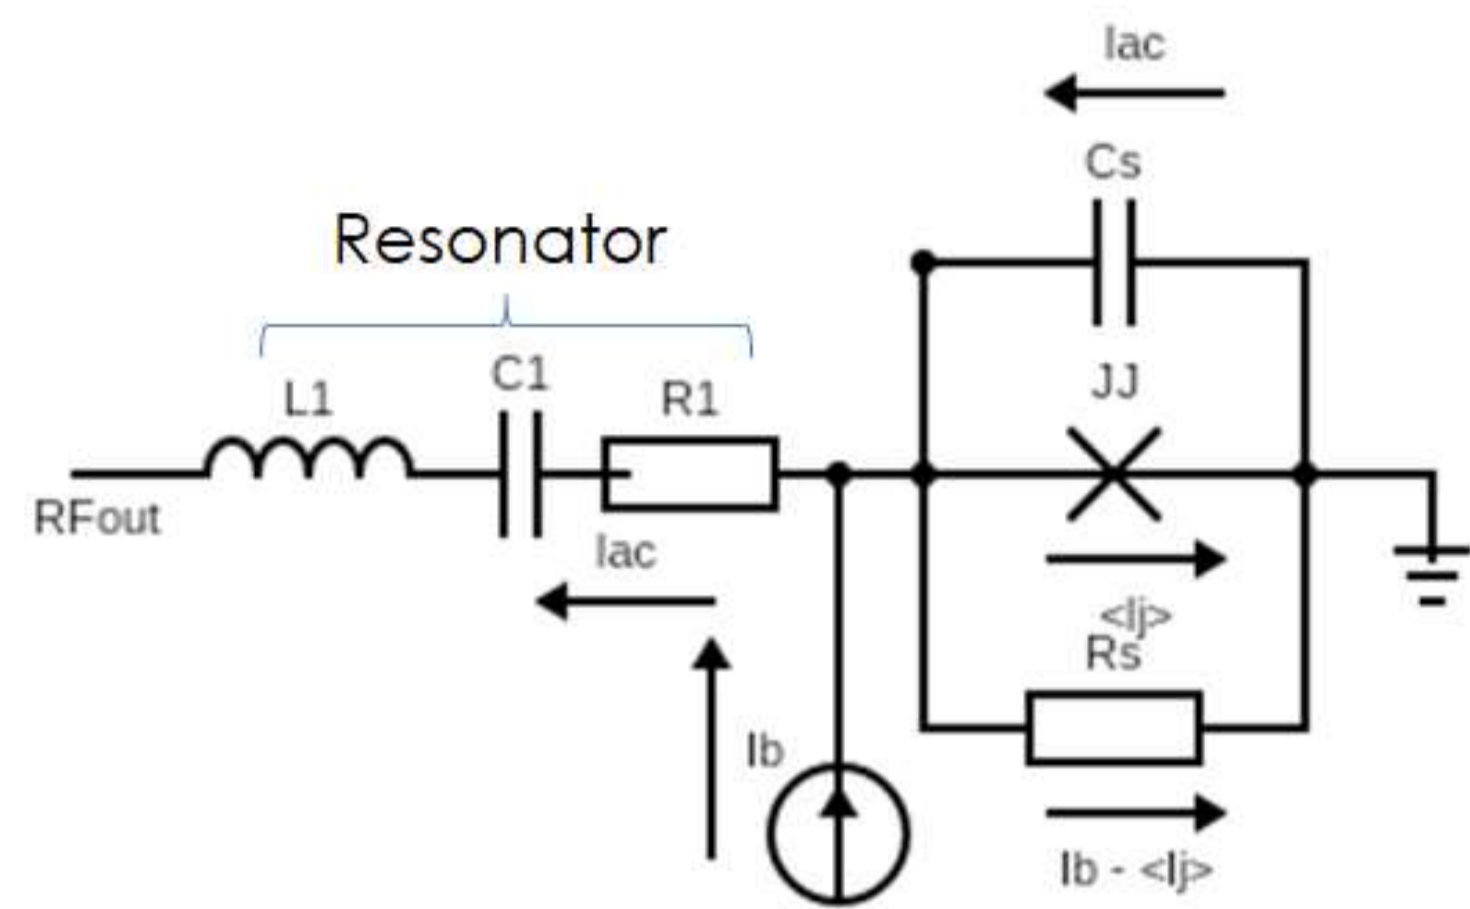 Iac
Cs
Resonator
L1
C1
R1
JJ
RFout
Iac
<Ij>
Rs
Ib
Ib - <Ij>